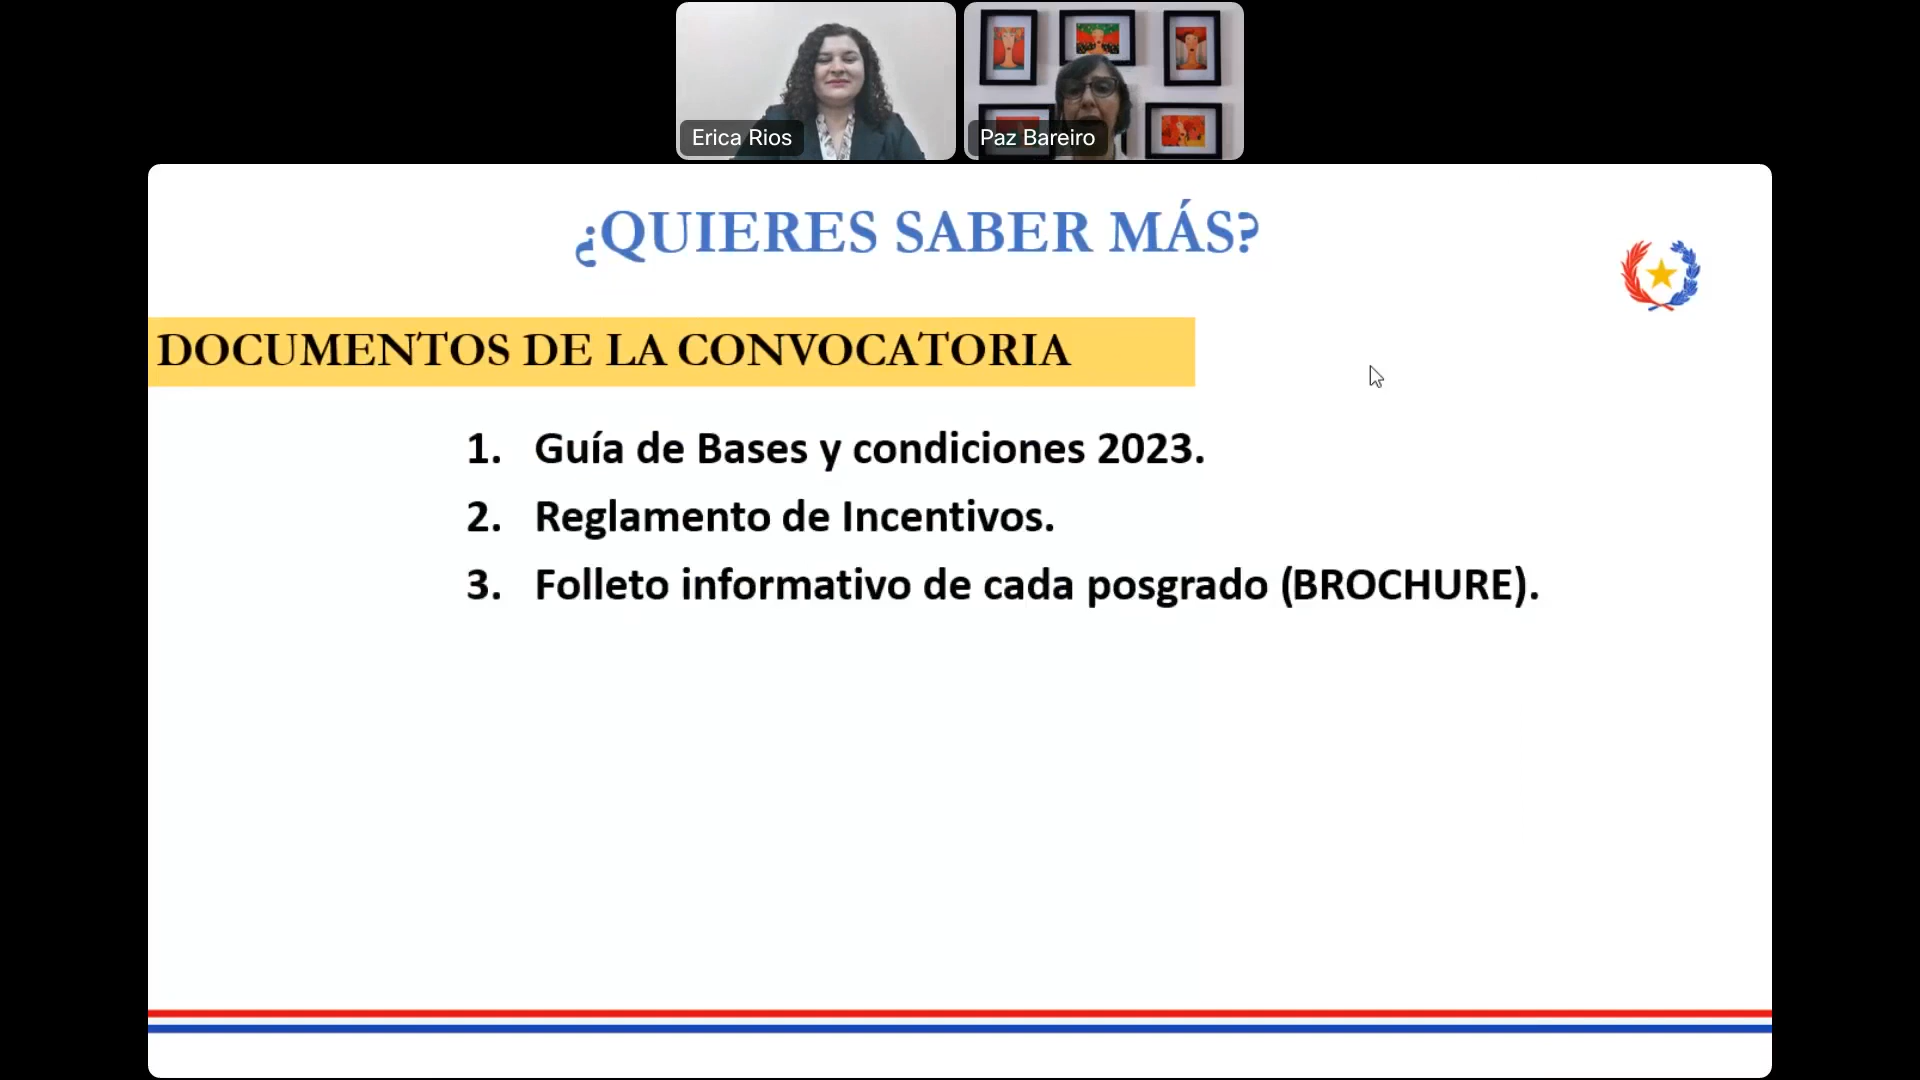 Erica Rios
Paz Bareiro
¿QUIERES SABER MÁS?
DOCUMENTOS DE LA CONVOCATORIA
1. Guía de Bases y condiciones 2023.
2. Reglamento de Incentivos.
3. Folleto informativo de cada posgrado (BROCHURE).